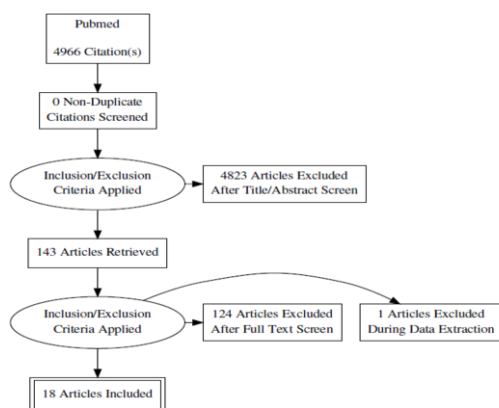 Pubmed
4966 Citation(s)
0 Non-Duplicate
Citations Screened
Inclusion/Exclusion
Criteria Applied
4823 Articles Excluded
After Title/Abstract Screen
143 Articles Retrieved
Inclusion/Exclusion
Criteria Applied
124 Articles Excluded
After Full Text Screen
1 Articles Excluded
During Data Extraction
18 Articles Included